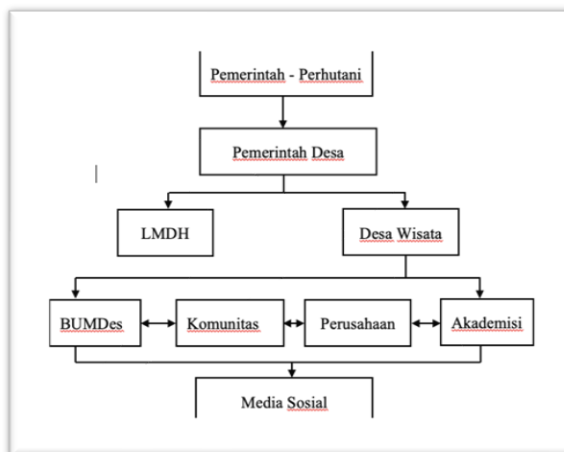 Pemerintah - Perhutani
Pemerintah Desa
LMDH
Desa Wisata
BUMDes
Komunitas
Perusahaan
Akademisi
Media Sosial